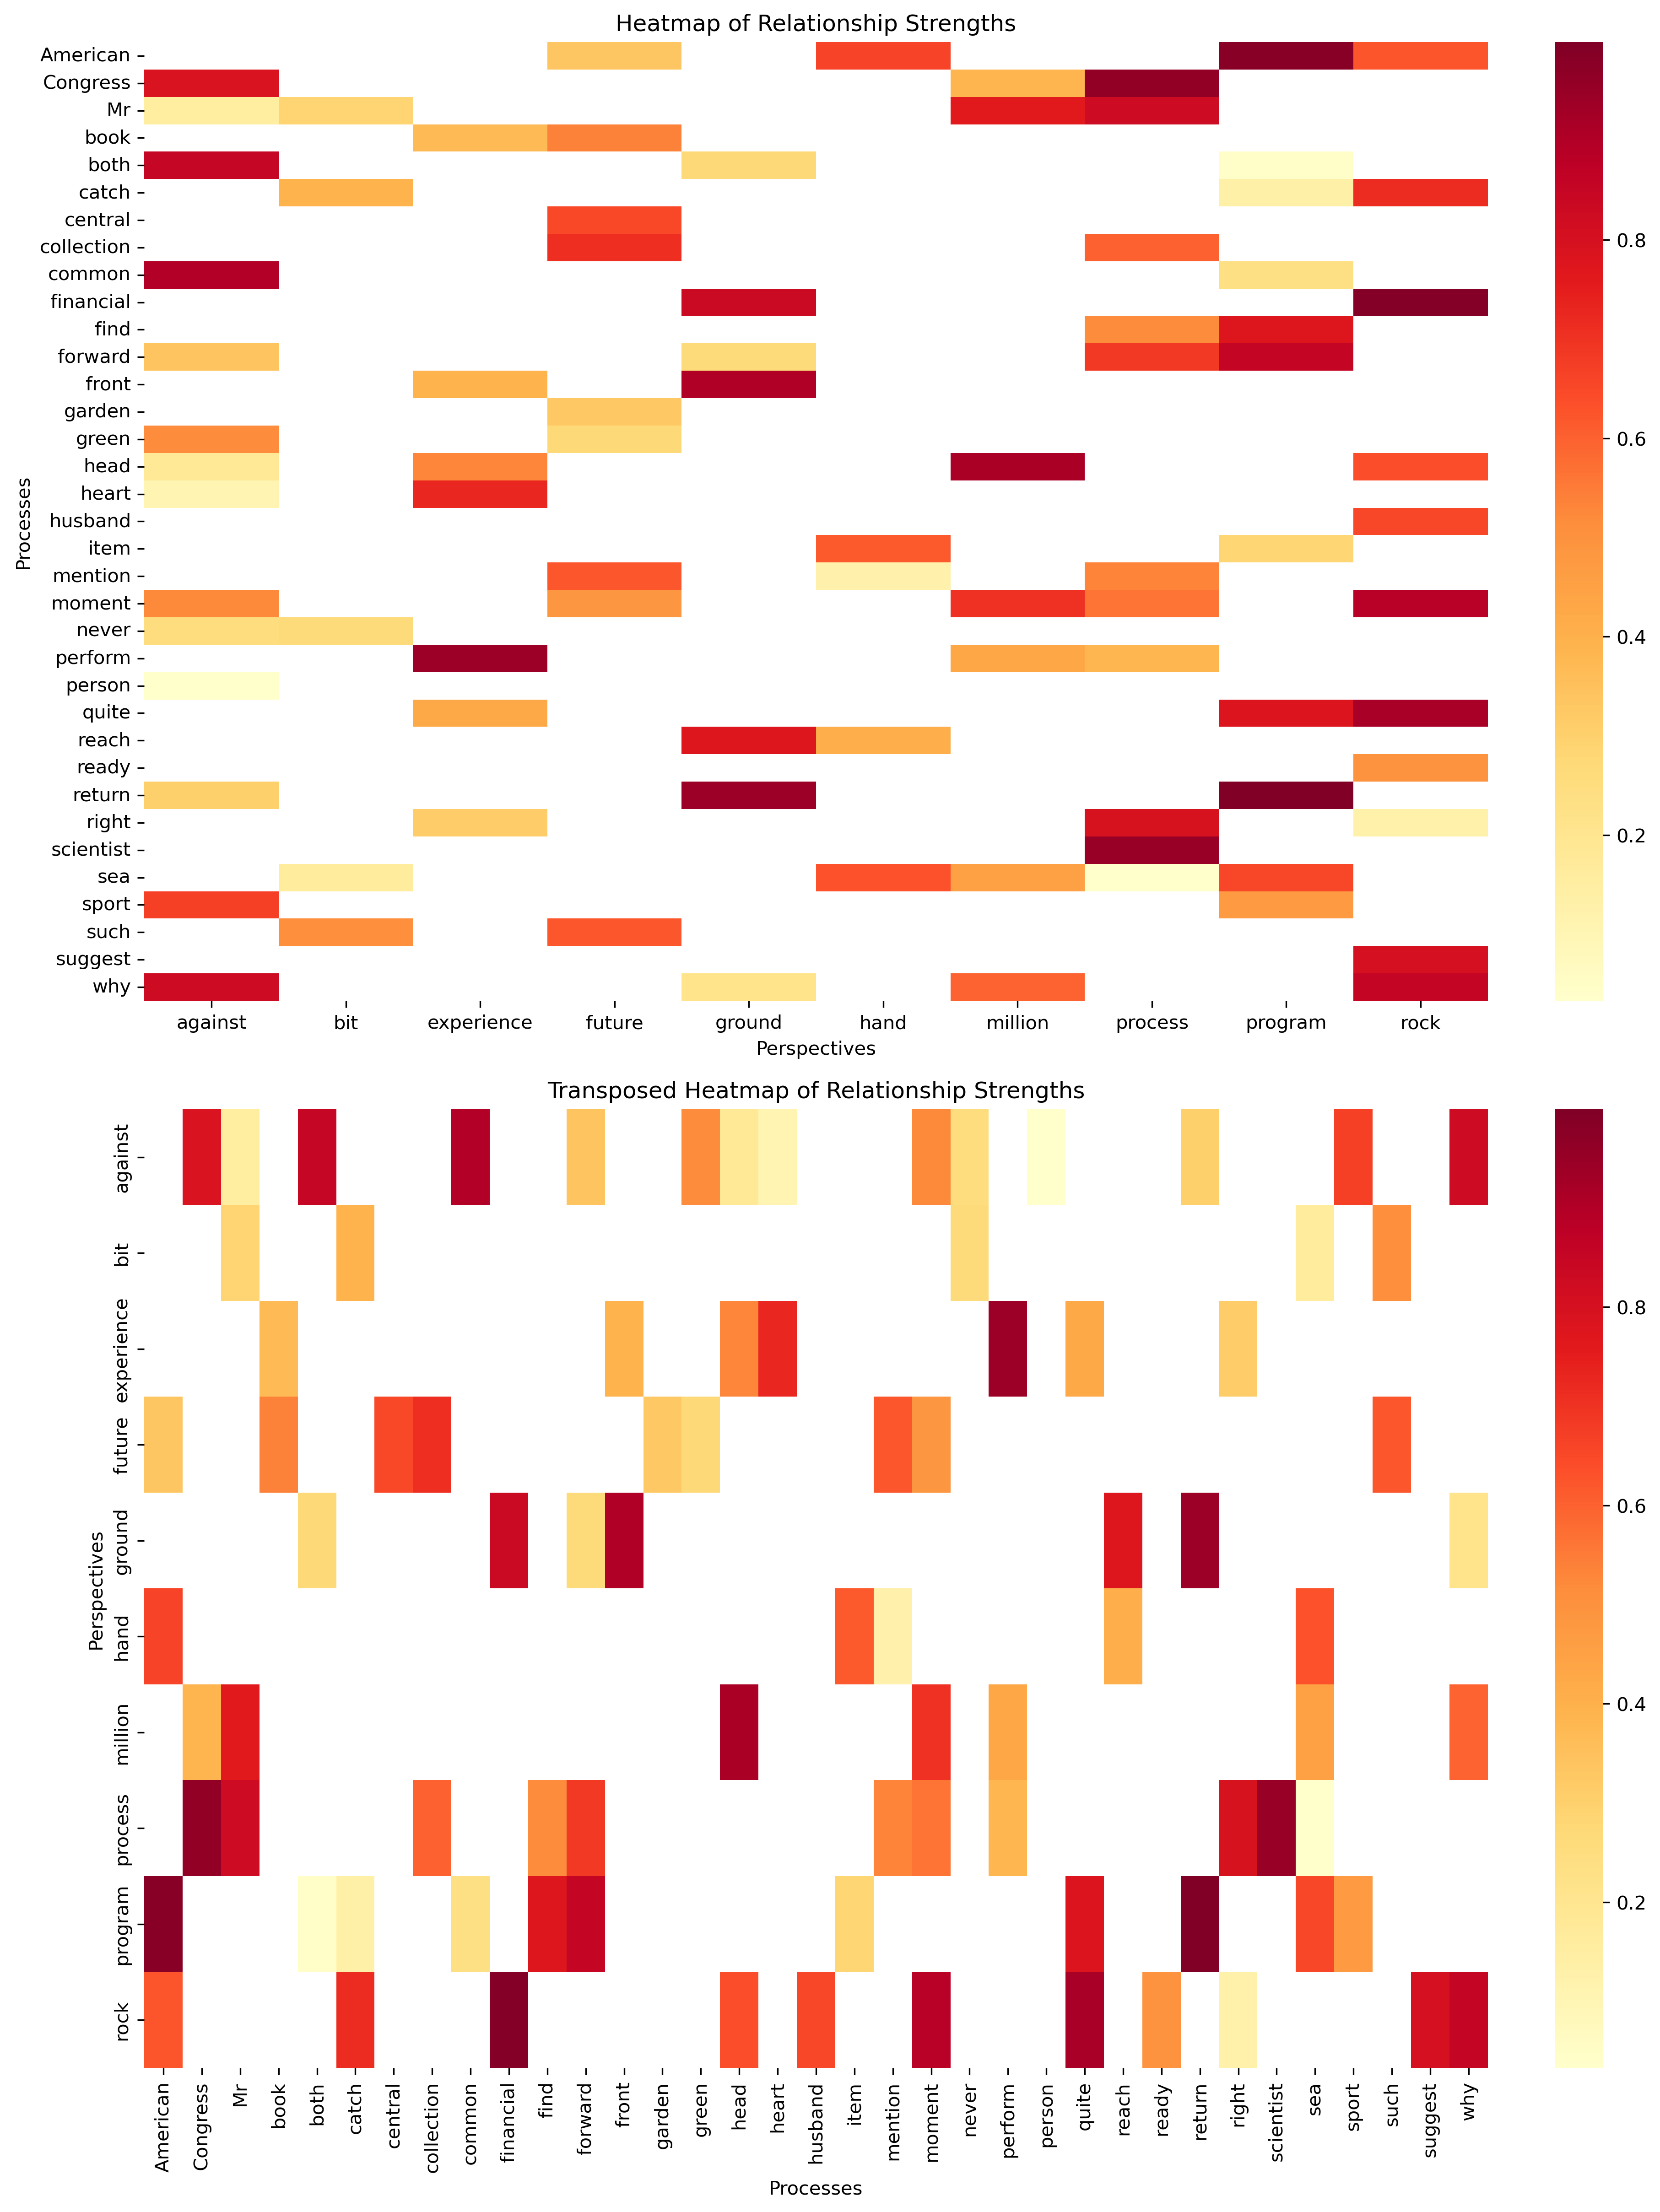 Heatmap of Relationship Strengths
American
Congress
Mr
book
both
catch
central
collection
common
financial
find
forward
front
garden
green
head
heart
husband
item
mention
moment
never
perform
person
quite
reach
ready
return
right
scientist
sea
sport
such
suggest
why
Processes
against bit experience future ground hand million process program rock
Perspectives
0.8
0.6
0.4
0.2
Transposed Heatmap of Relationship Strengths
against
bit
experience
future
ground
hand
million
process
program
rock
Perspectives
American Congress Mr book both catch central collection common financial find forward front garden green head heart husband item mention moment never perform person quite reach ready return right scientist sea sport such suggest why
Processes
0.8
0.6
0.4
0.2